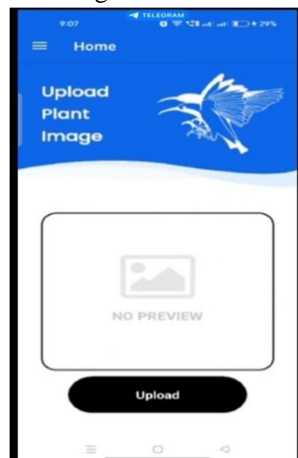 TELEGRAM
9:07
29%
Home
Upload
Plant
Image
NO PREVIEW
Upload